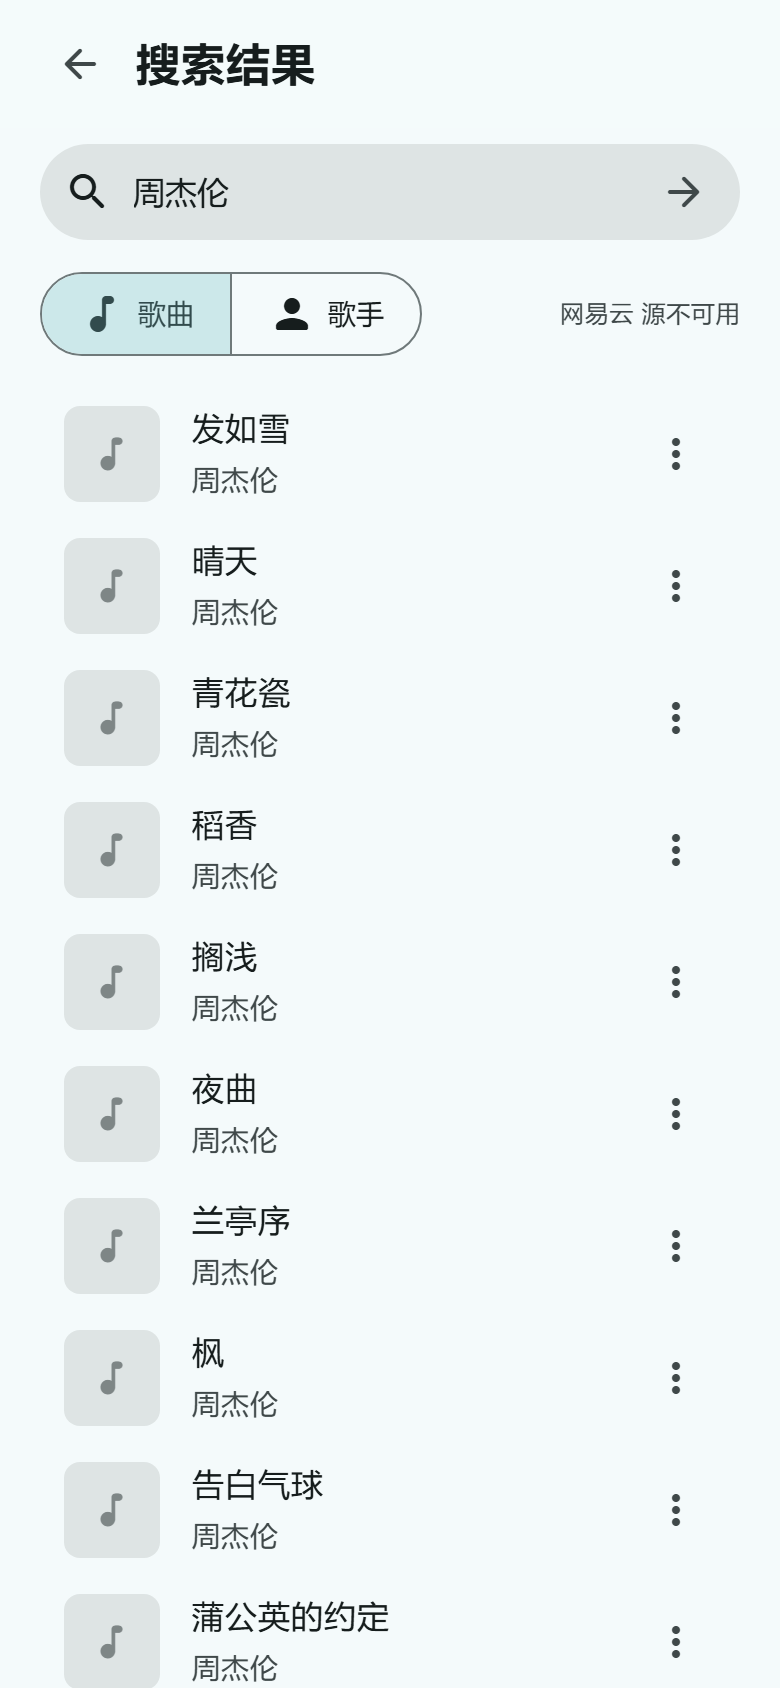 搜索结果
周杰伦
歌曲 歌手 网易云 源不可用
发如雪
周杰伦
晴天
周杰伦
青花瓷
周杰伦
稻香
周杰伦
搁浅
周杰伦
夜曲
周杰伦
兰亭序
周杰伦
枫
周杰伦
告白气球
周杰伦
蒲公英的约定
周杰伦